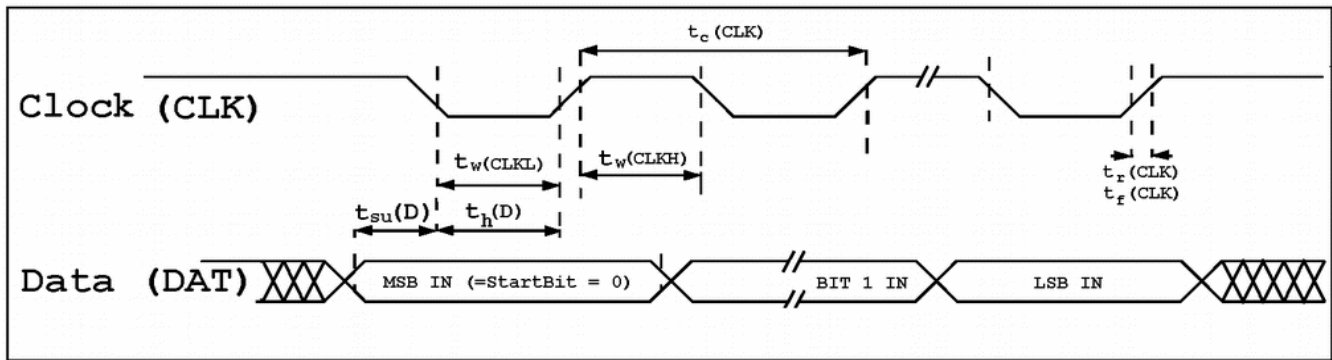 t_c(CLK)
Clock (CLK)
t_w(CLKL)
t_w(CLKH)
t_r(CLK)
t_f(CLK)
t_su(D)
t_h(D)
Data (DAT)
MSB IN (=StartBit = 0)
BIT 1 IN
LSB IN